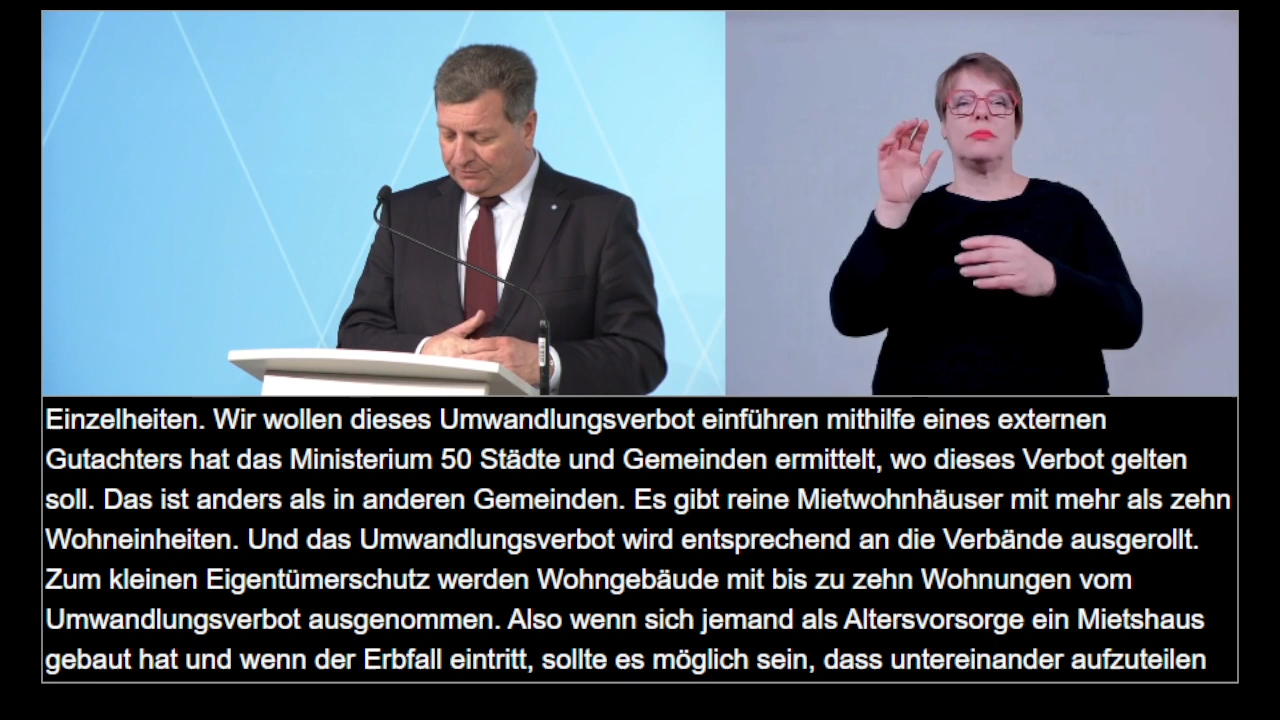 Einzelheiten. Wir wollen dieses Umwandlungsverbot einführen mithilfe eines externen
Gutachters hat das Ministerium 50 Städte und Gemeinden ermittelt, wo dieses Verbot gelten
soll. Das ist anders als in anderen Gemeinden. Es gibt reine Mietwohnhäuser mit mehr als zehn
Wohneinheiten. Und das Umwandlungsverbot wird entsprechend an die Verbände ausgerollt.
Zum kleinen Eigentümerschutz werden Wohngebäude mit bis zu zehn Wohnungen vom
Umwandlungsverbot ausgenommen. Also wenn sich jemand als Altersvorsorge ein Mietshaus
gebaut hat und wenn der Erbfall eintritt, sollte es möglich sein, dass untereinander aufzuteilen